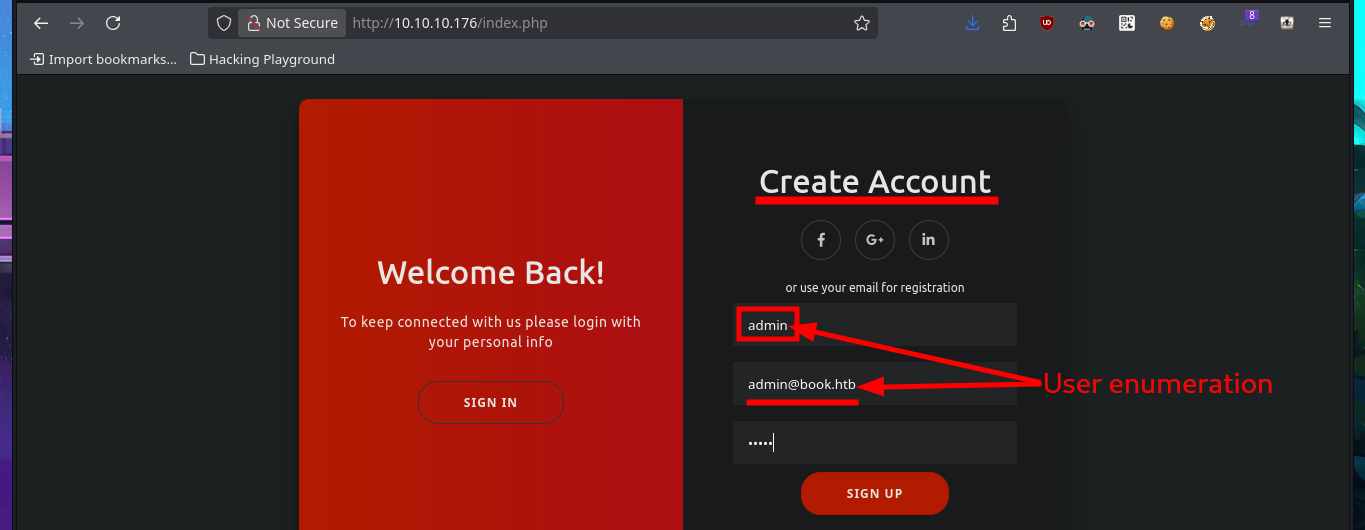 Not Secure http://10.10.10.176/index.php
8
Import bookmarks... Hacking Playground
Create Account
f G+ in
or use your email for registration
Welcome Back!
To keep connected with us please login with
your personal info
SIGN IN
admin
admin@book.htb
•••••
SIGN UP
User enumeration